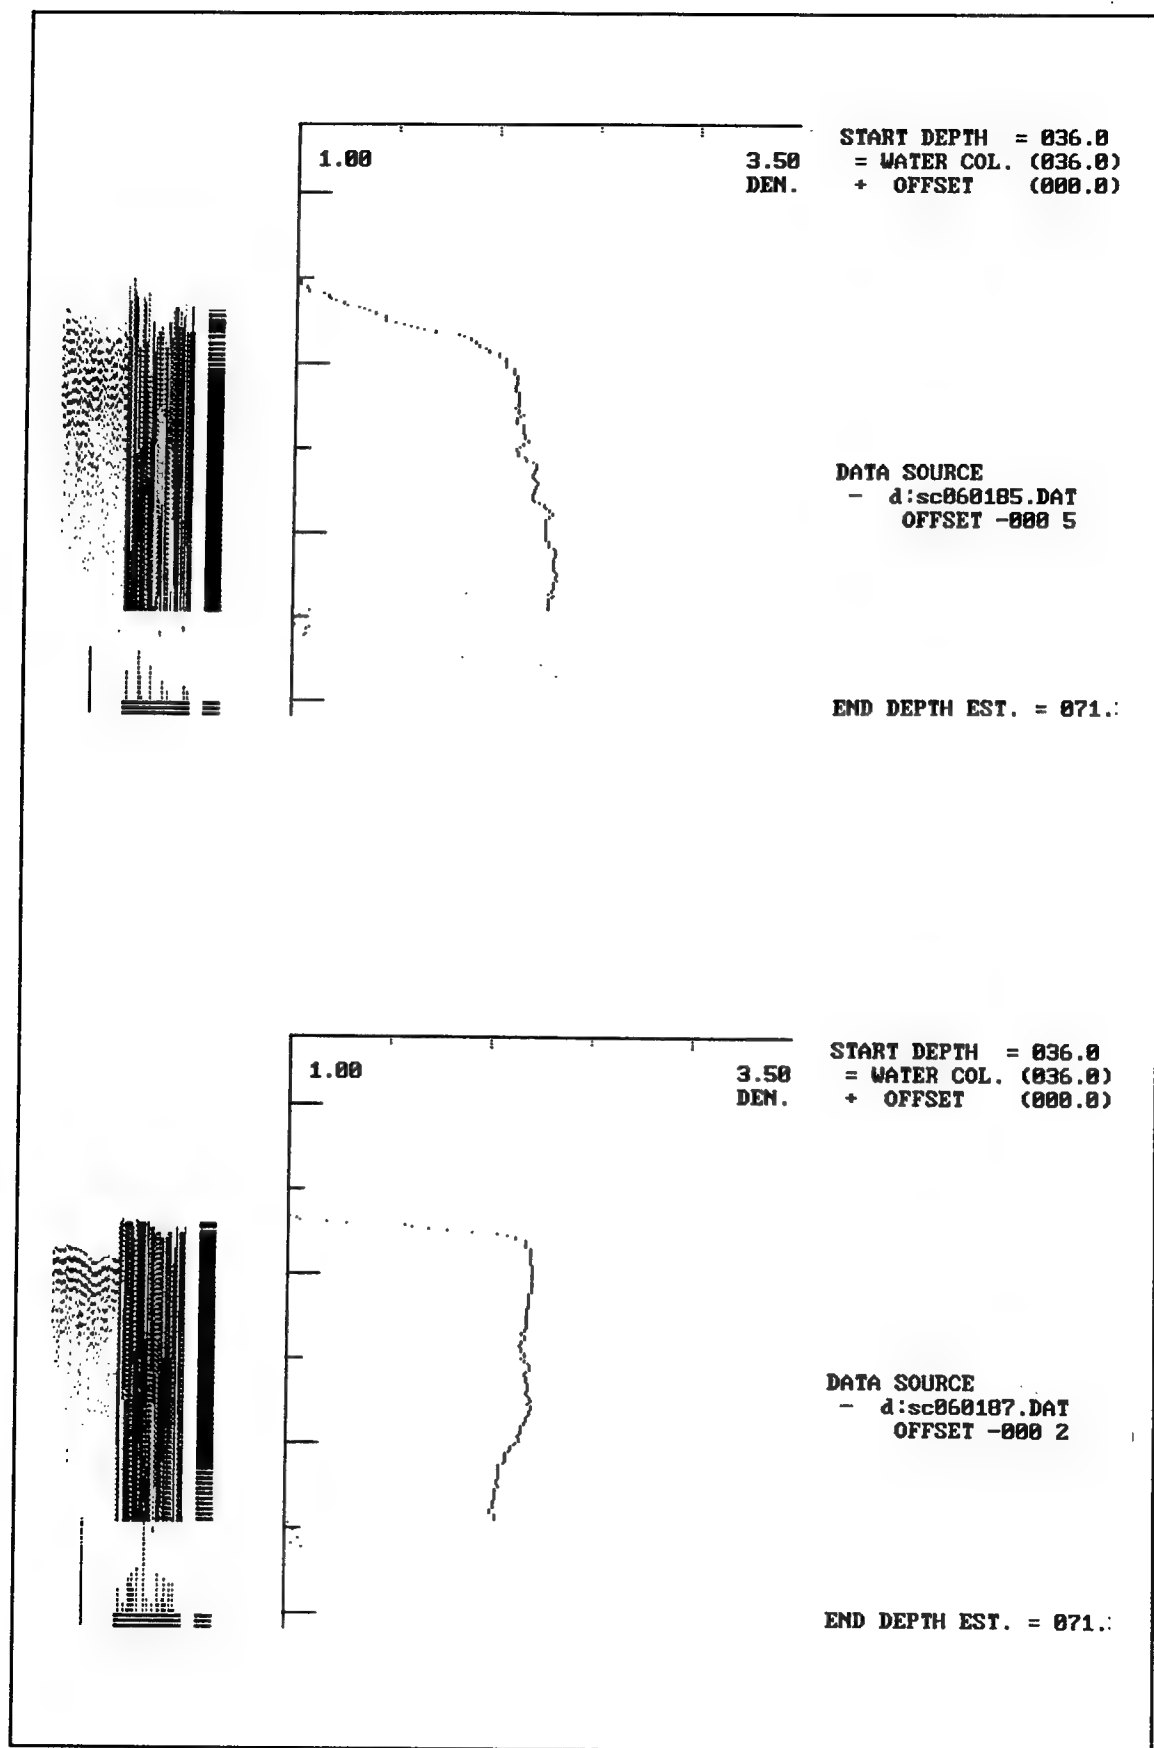 1.00
3.50
DEN.
START DEPTH = 036.0
= WATER COL. (036.0)
+ OFFSET (000.0)
DATA SOURCE
- d:sc060185.DAT
OFFSET -000 5
END DEPTH EST. = 071.
1.00
3.50
DEN.
START DEPTH = 036.0
= WATER COL. (036.0)
+ OFFSET (000.0)
DATA SOURCE
- d:sc060187.DAT
OFFSET -000 2
END DEPTH EST. = 071.